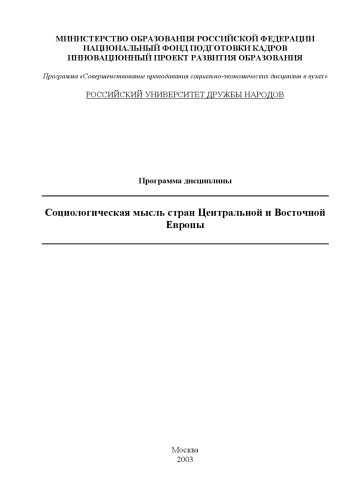 МИНИСТЕРСТВО ОБРАЗОВАНИЯ РОССИЙСКОЙ ФЕДЕРАЦИИ
НАЦИОНАЛЬНЫЙ ФОНД ПОДГОТОВКИ КАДРОВ
ИННОВАЦИОННЫЙ ПРОЕКТ РАЗВИТИЯ ОБРАЗОВАНИЯ
Программа «Совершенствование преподавания социально-экономических дисциплин в вузах»
РОССИЙСКИЙ УНИВЕРСИТЕТ ДРУЖБЫ НАРОДОВ
Программа дисциплины
Социологическая мысль стран Центральной и Восточной
Европы
Москва
2003